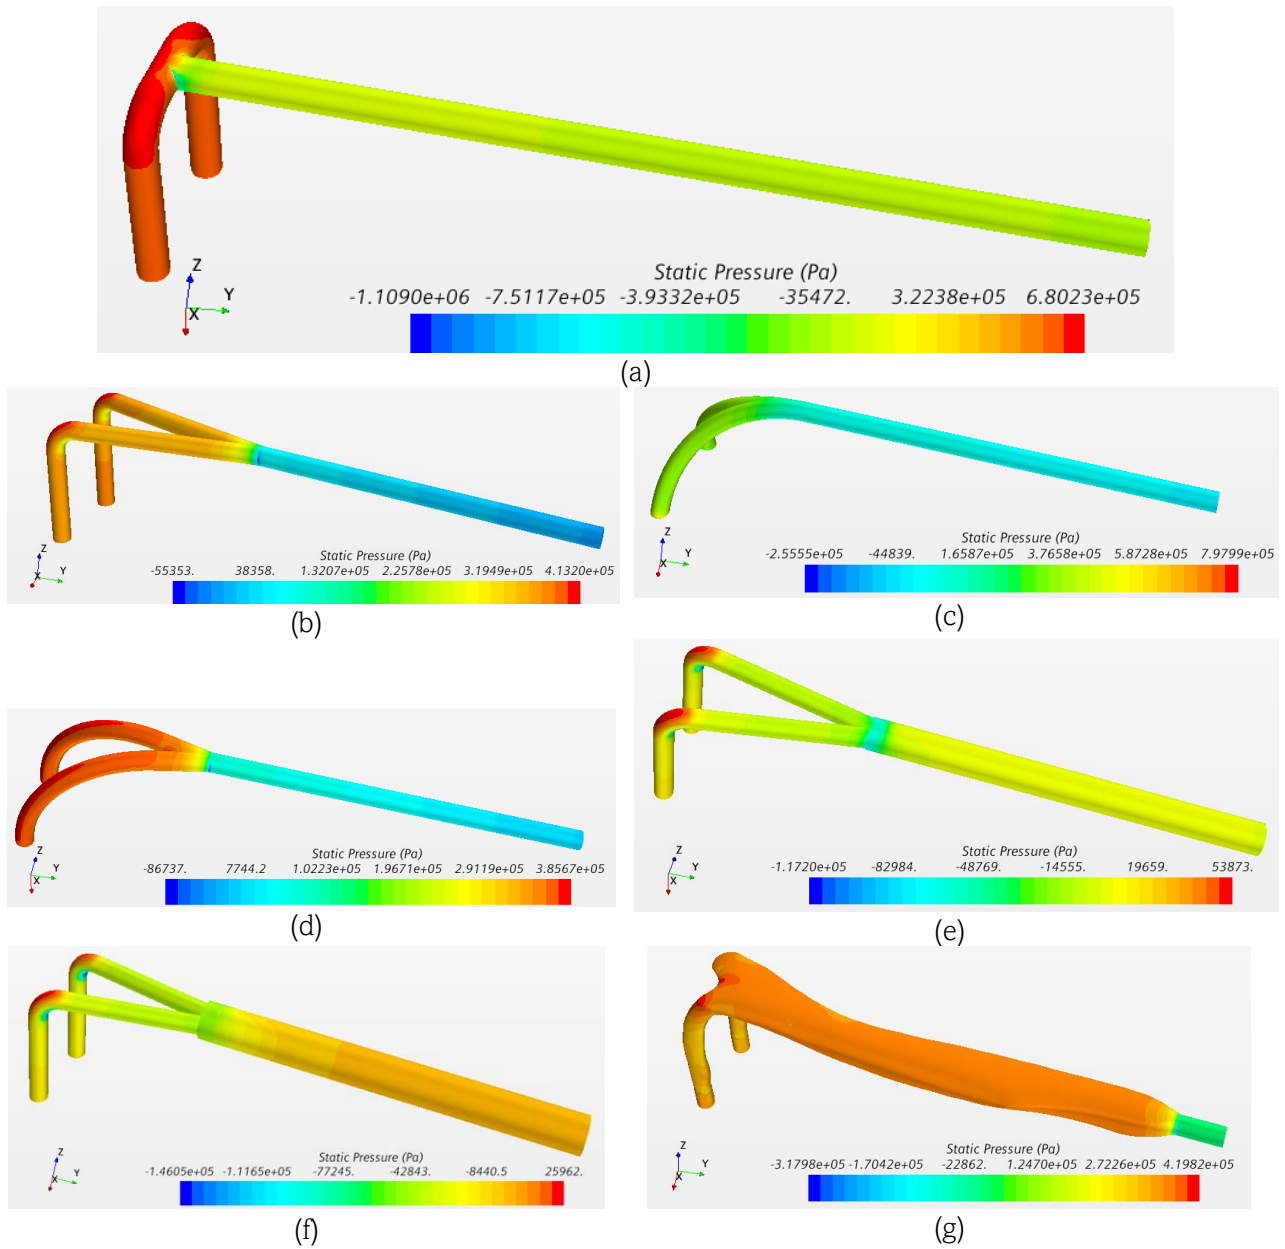 Z
Y
X
Static Pressure (Pa)
-1.1090e+06 -7.5117e+05 -3.9332e+05 -35472. 3.2238e+05 6.8023e+05
(a)
Z
X Y
Static Pressure (Pa)
-55353. 38358. 1.3207e+05 2.2578e+05 3.1949e+05 4.1320e+05
(b)
Z
X Y
Static Pressure (Pa)
-2.5555e+05 -44839. 1.6587e+05 3.7658e+05 5.8728e+05 7.9799e+05
(c)
Z
X Y
Static Pressure (Pa)
-86737. 7744.2 1.0223e+05 1.9671e+05 2.9119e+05 3.8567e+05
(d)
Z
X Y
Static Pressure (Pa)
-1.1720e+05 -82984. -48769. -14555. 19659. 53873.
(e)
Z
X Y
Static Pressure (Pa)
-1.4605e+05 -1.1165e+05 -77245. -42843. -8440.5 25962.
(f)
Z
X Y
Static Pressure (Pa)
-3.1798e+05 -1.7042e+05 -22862. 1.2470e+05 2.7226e+05 4.1982e+05
(g)